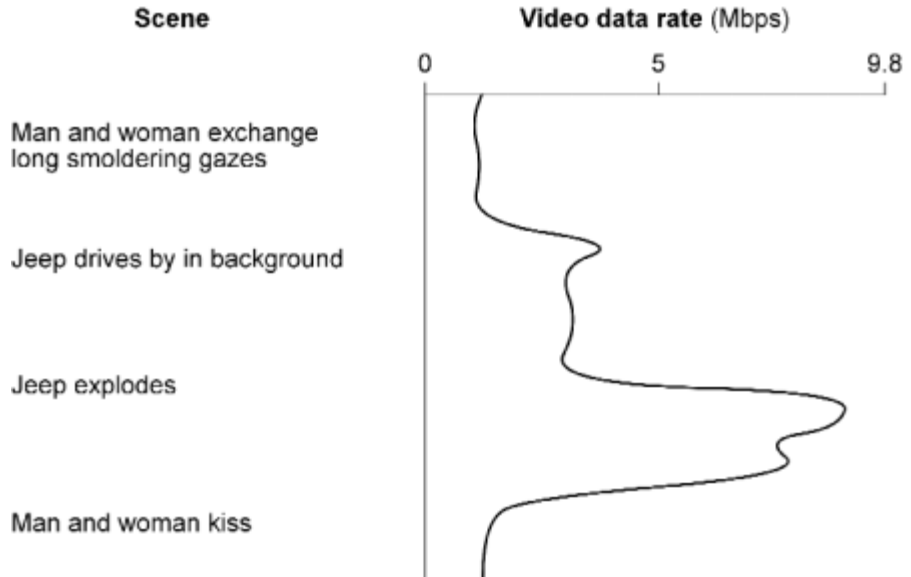 Scene
Video data rate (Mbps)
0 5 9.8
Man and woman exchange
long smoldering gazes
Jeep drives by in background
Jeep explodes
Man and woman kiss